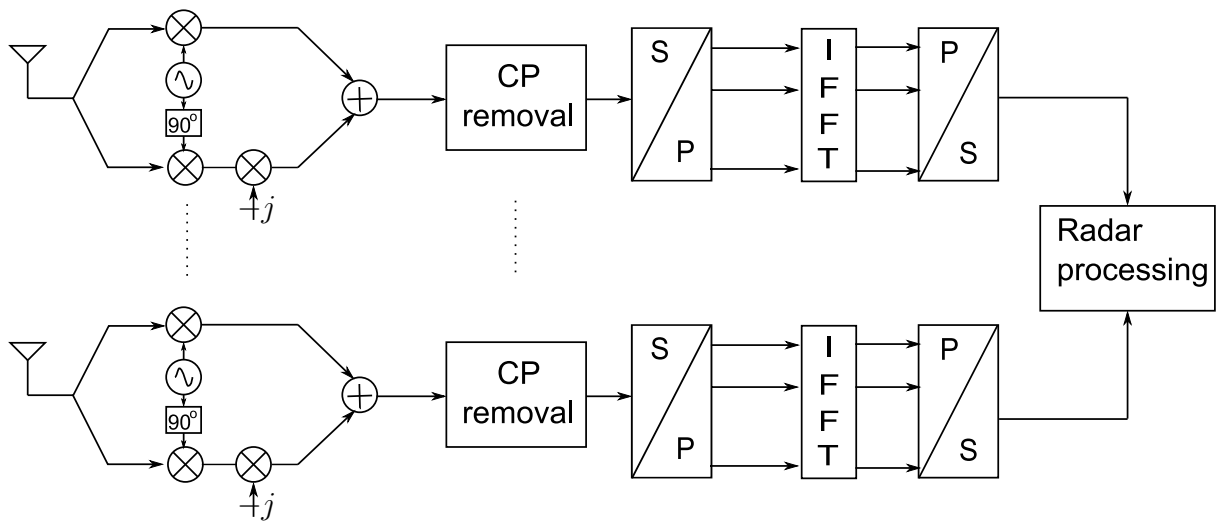 90°
+j
CP
removal
S
P
I
F
F
T
P
S
Radar
processing
90°
+j
CP
removal
S
P
I
F
F
T
P
S